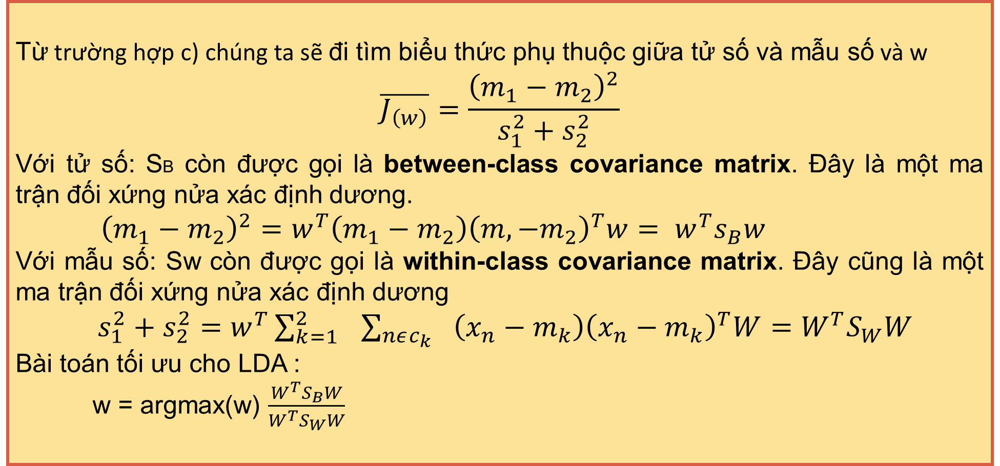 Từ trường hợp c) chúng ta sẽ đi tìm biểu thức phụ thuộc giữa tử số và mẫu số và w
$\overline{J_{(w)}} = \frac{(m_1 - m_2)^2}{s_1^2 + s_2^2}$
Với tử số: SB còn được gọi là between-class covariance matrix. Đây là một ma
trận đối xứng nửa xác định dương.
$(m_1 - m_2)^2 = w^T(m_1 - m_2)(m, -m_2)^T w = w^T s_B w$
Với mẫu số: Sw còn được gọi là within-class covariance matrix. Đây cũng là một
ma trận đối xứng nửa xác định dương
$s_1^2 + s_2^2 = w^T \sum_{k=1}^2 \sum_{n \epsilon c_k} (x_n - m_k)(x_n - m_k)^T W = W^T S_W W$
Bài toán tối ưu cho LDA :
w = argmax(w) $\frac{W^T S_B W}{W^T S_W W}$